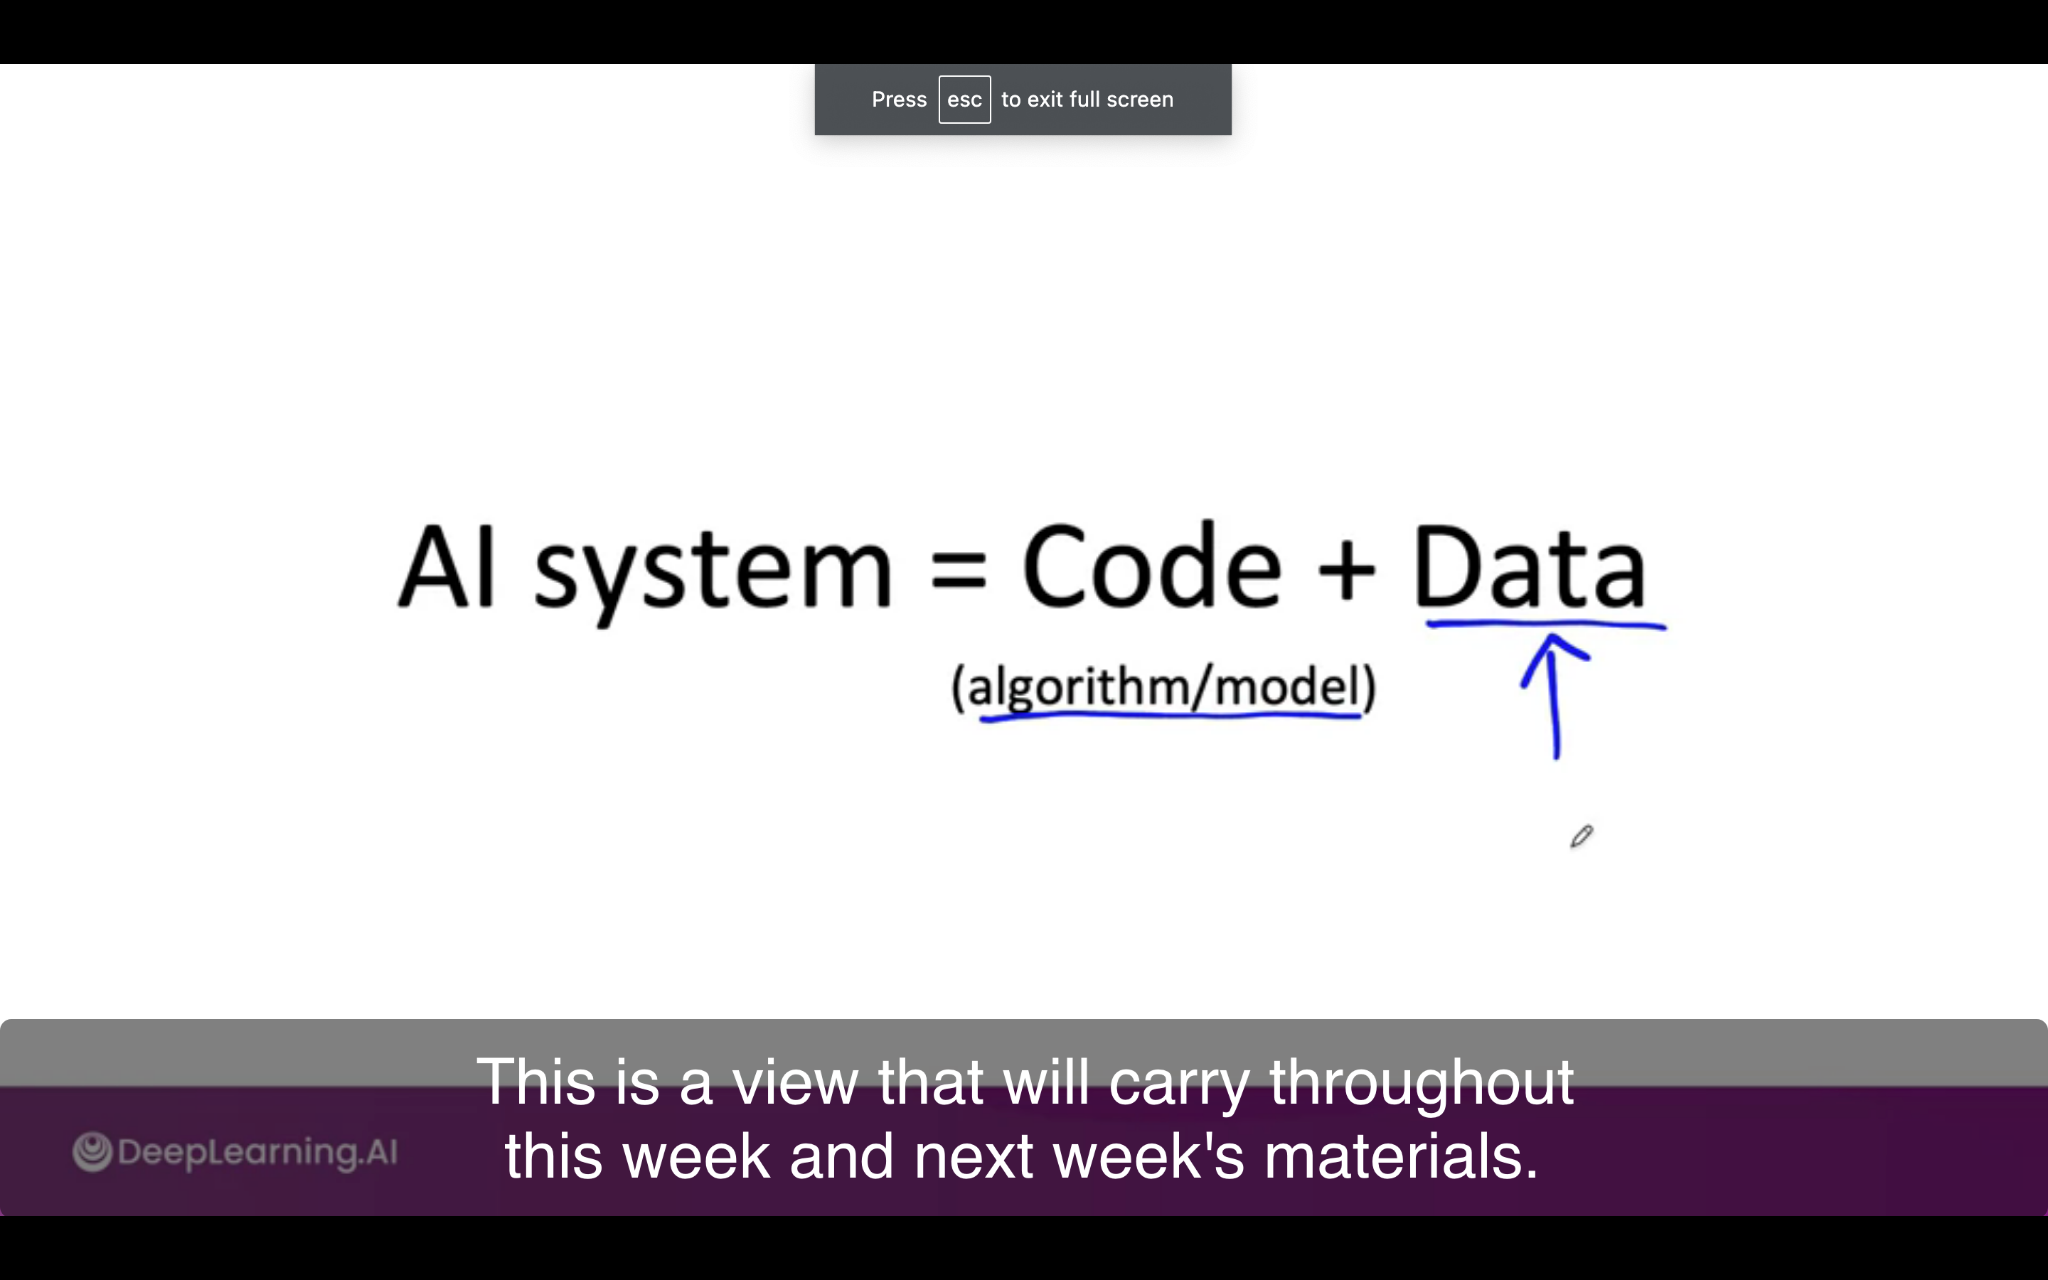 Press esc to exit full screen
AI system = Code + Data
(algorithm/model)
This is a view that will carry throughout
this week and next week's materials.
DeepLearning.AI